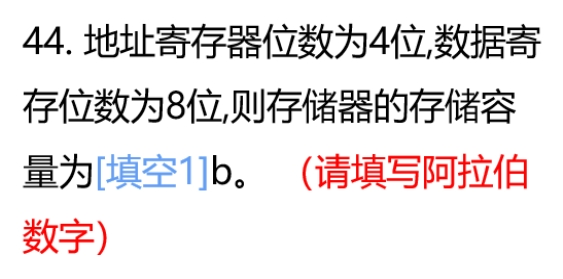 44. 地址寄存器位数为4位,数据寄
存位数为8位,则存储器的存储容
量为[填空1]b。 （请填写阿拉伯
数字）